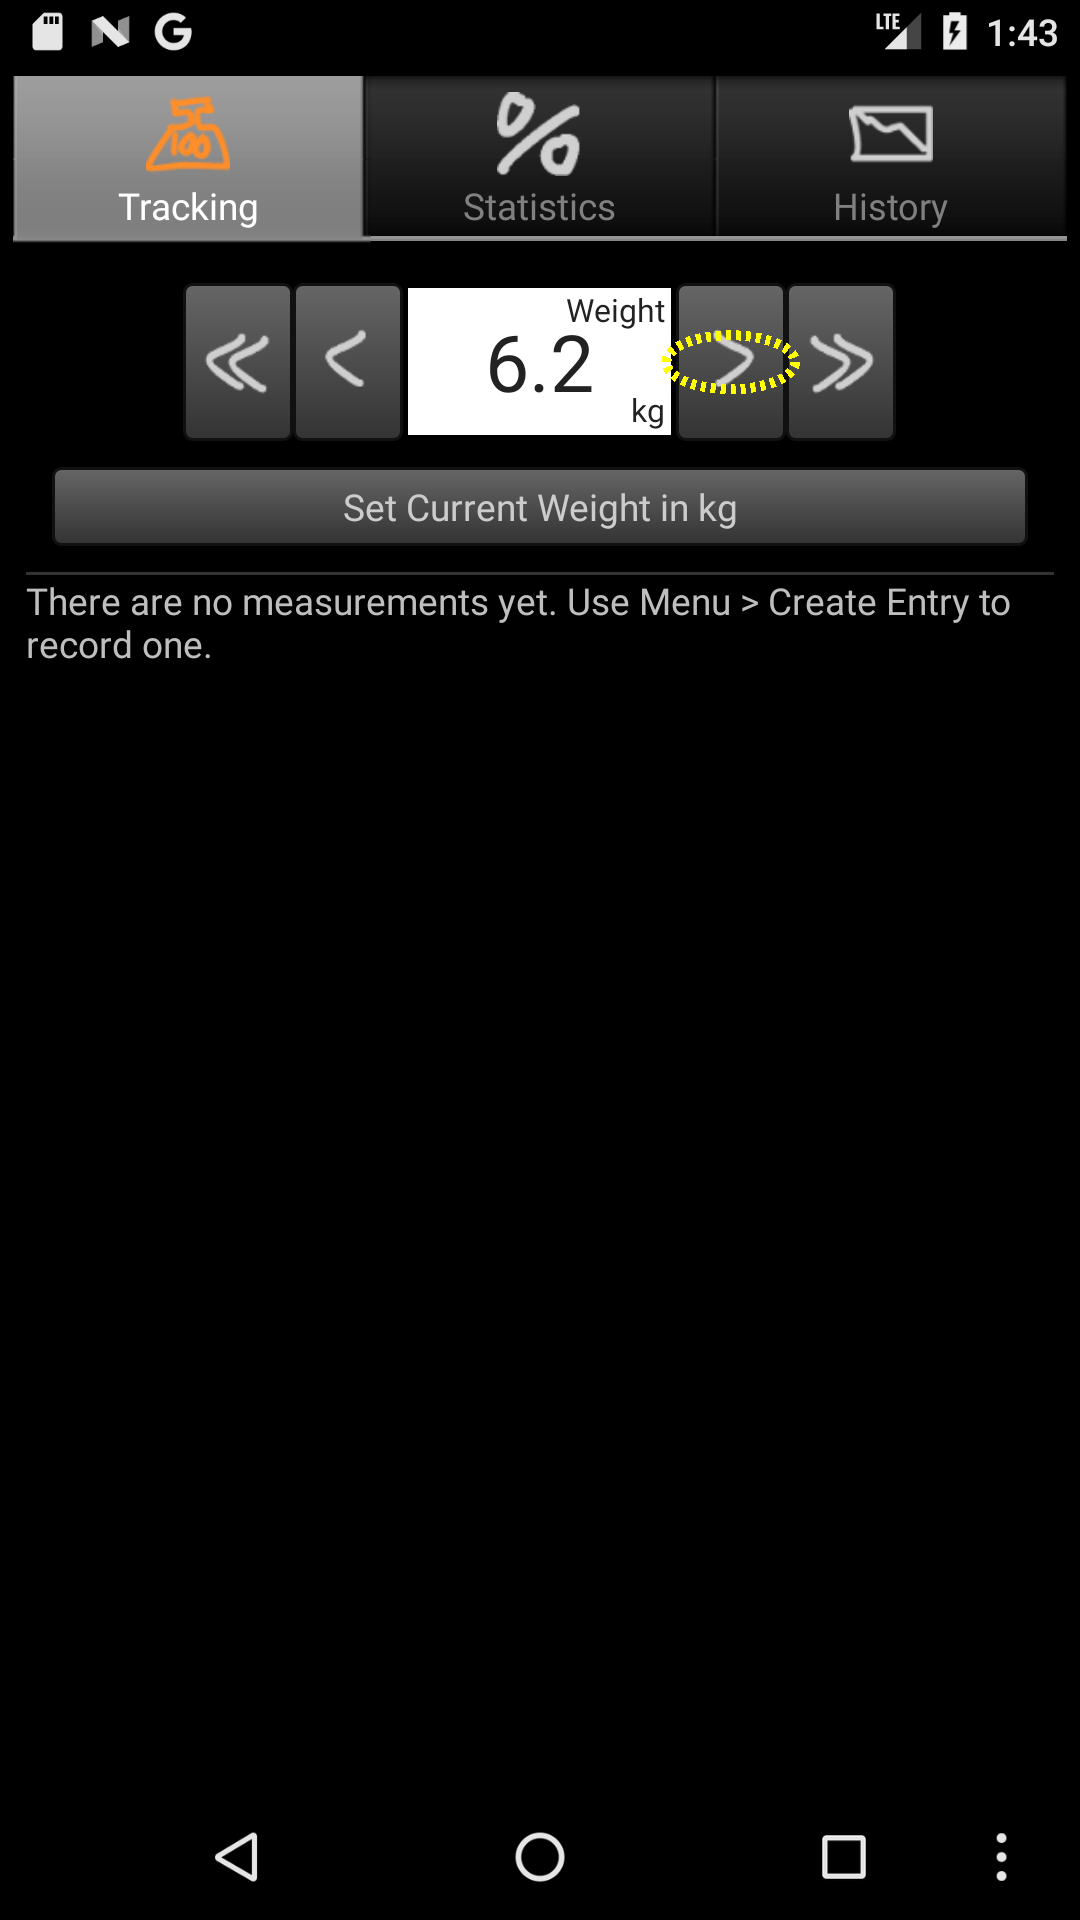 LTE 1:43
100
Tracking
Statistics
History
Weight
6.2
kg
Set Current Weight in kg
There are no measurements yet. Use Menu > Create Entry to
record one.